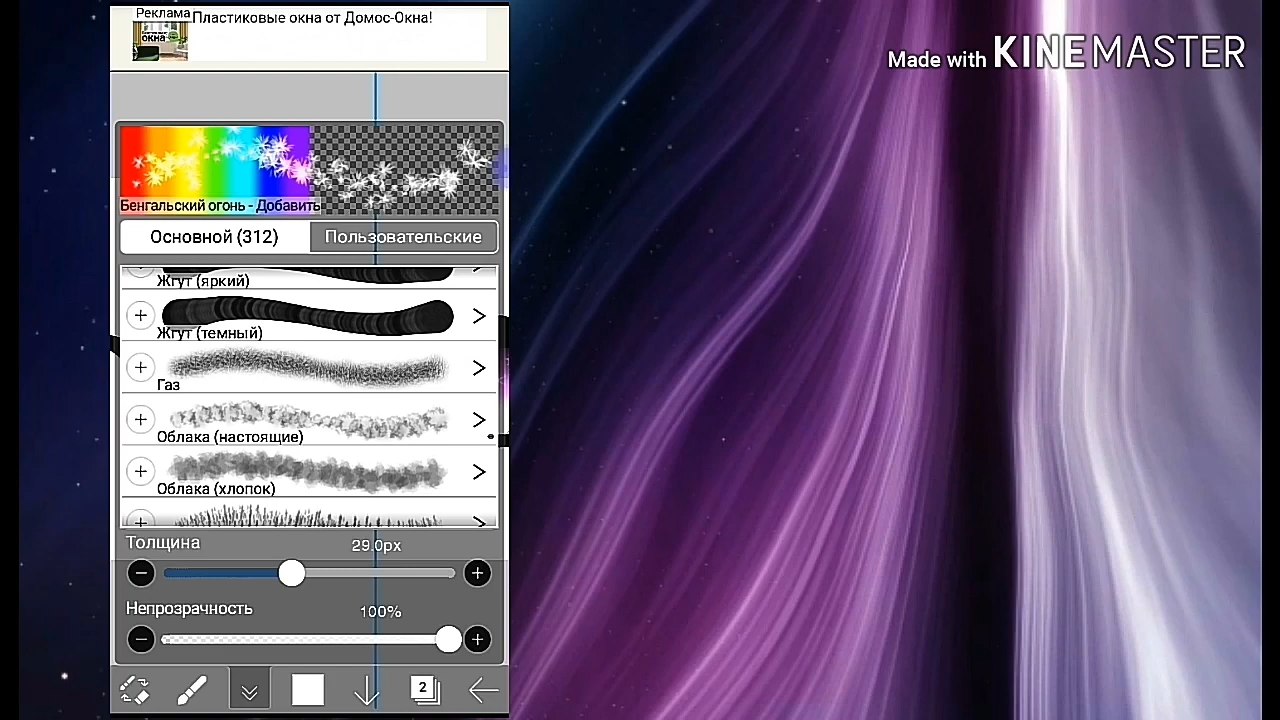 Реклама
Пластиковые окна от Домос-Окна!
окна
Made with KINEMASTER
Бенгальский огонь - Добавить
Основной (312)
Пользовательские
Жгут (яркий)
Жгут (темный)
Газ
Облака (настоящие)
Облака (хлопок)
Толщина
29.0px
Непрозрачность
100%
2